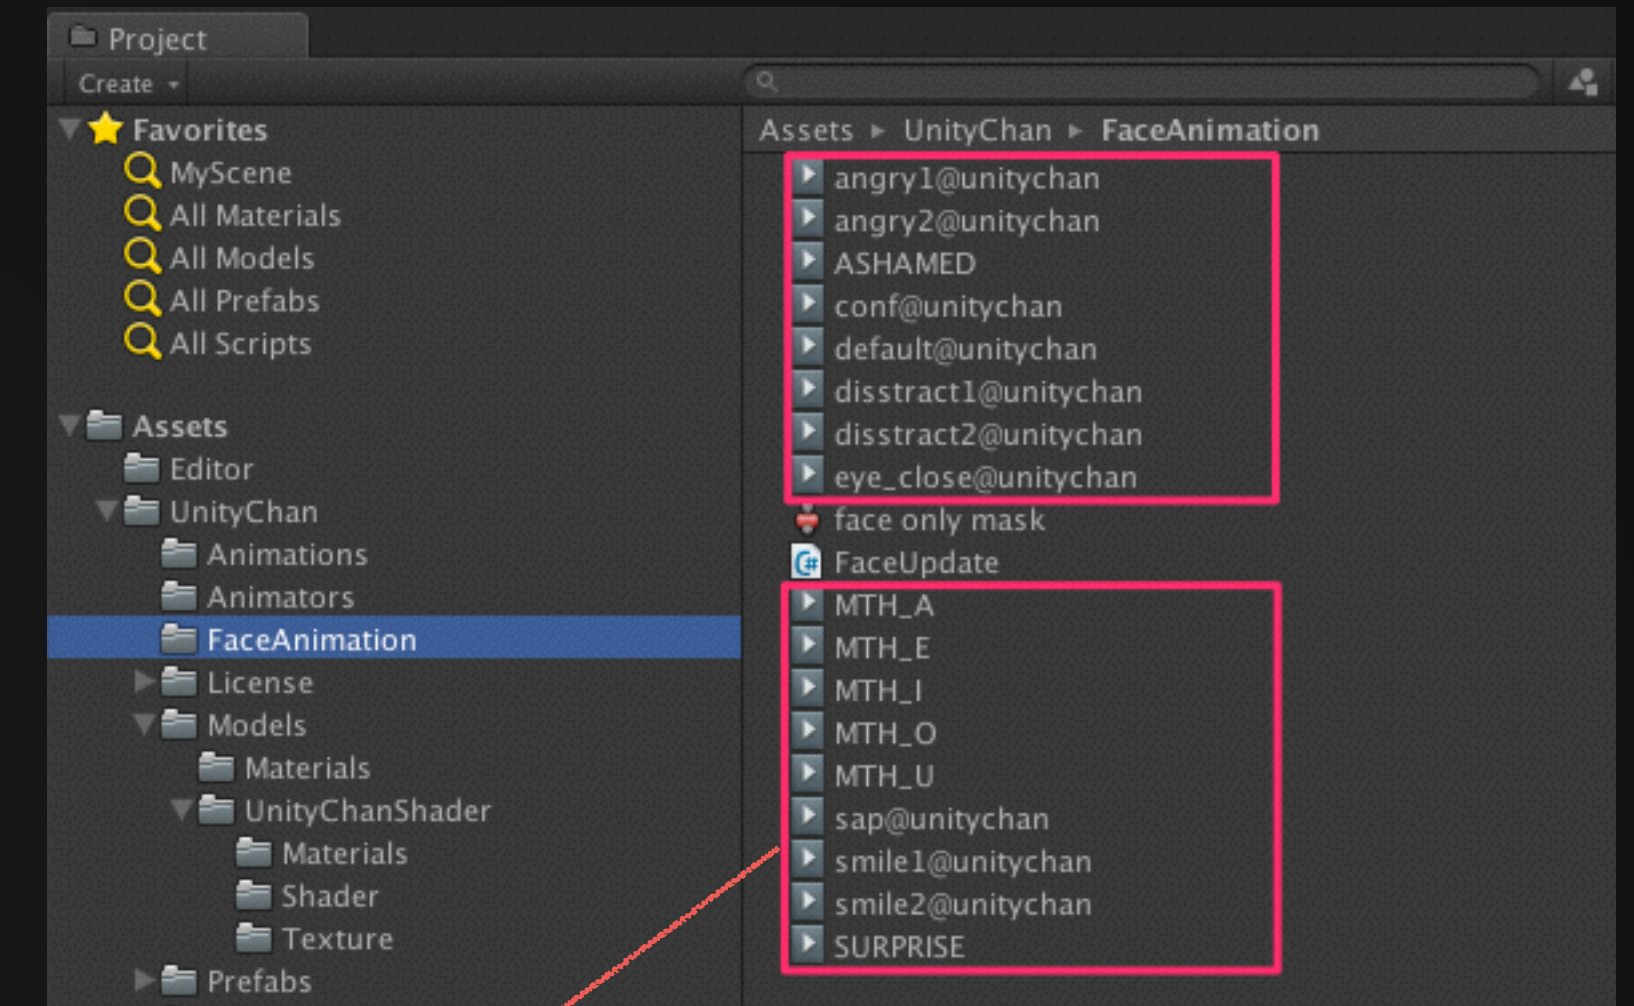 Project
Create
Favorites
MyScene
All Materials
All Models
All Prefabs
All Scripts
Assets
Editor
UnityChan
Animations
Animators
FaceAnimation
License
Models
Materials
UnityChanShader
Materials
Shader
Texture
Prefabs
Assets ▸ UnityChan ▸ FaceAnimation
angry1@unitychan
angry2@unitychan
ASHAMED
conf@unitychan
default@unitychan
disstract1@unitychan
disstract2@unitychan
eye_close@unitychan
face only mask
C# FaceUpdate
MTH_A
MTH_E
MTH_I
MTH_O
MTH_U
sap@unitychan
smile1@unitychan
smile2@unitychan
SURPRISE